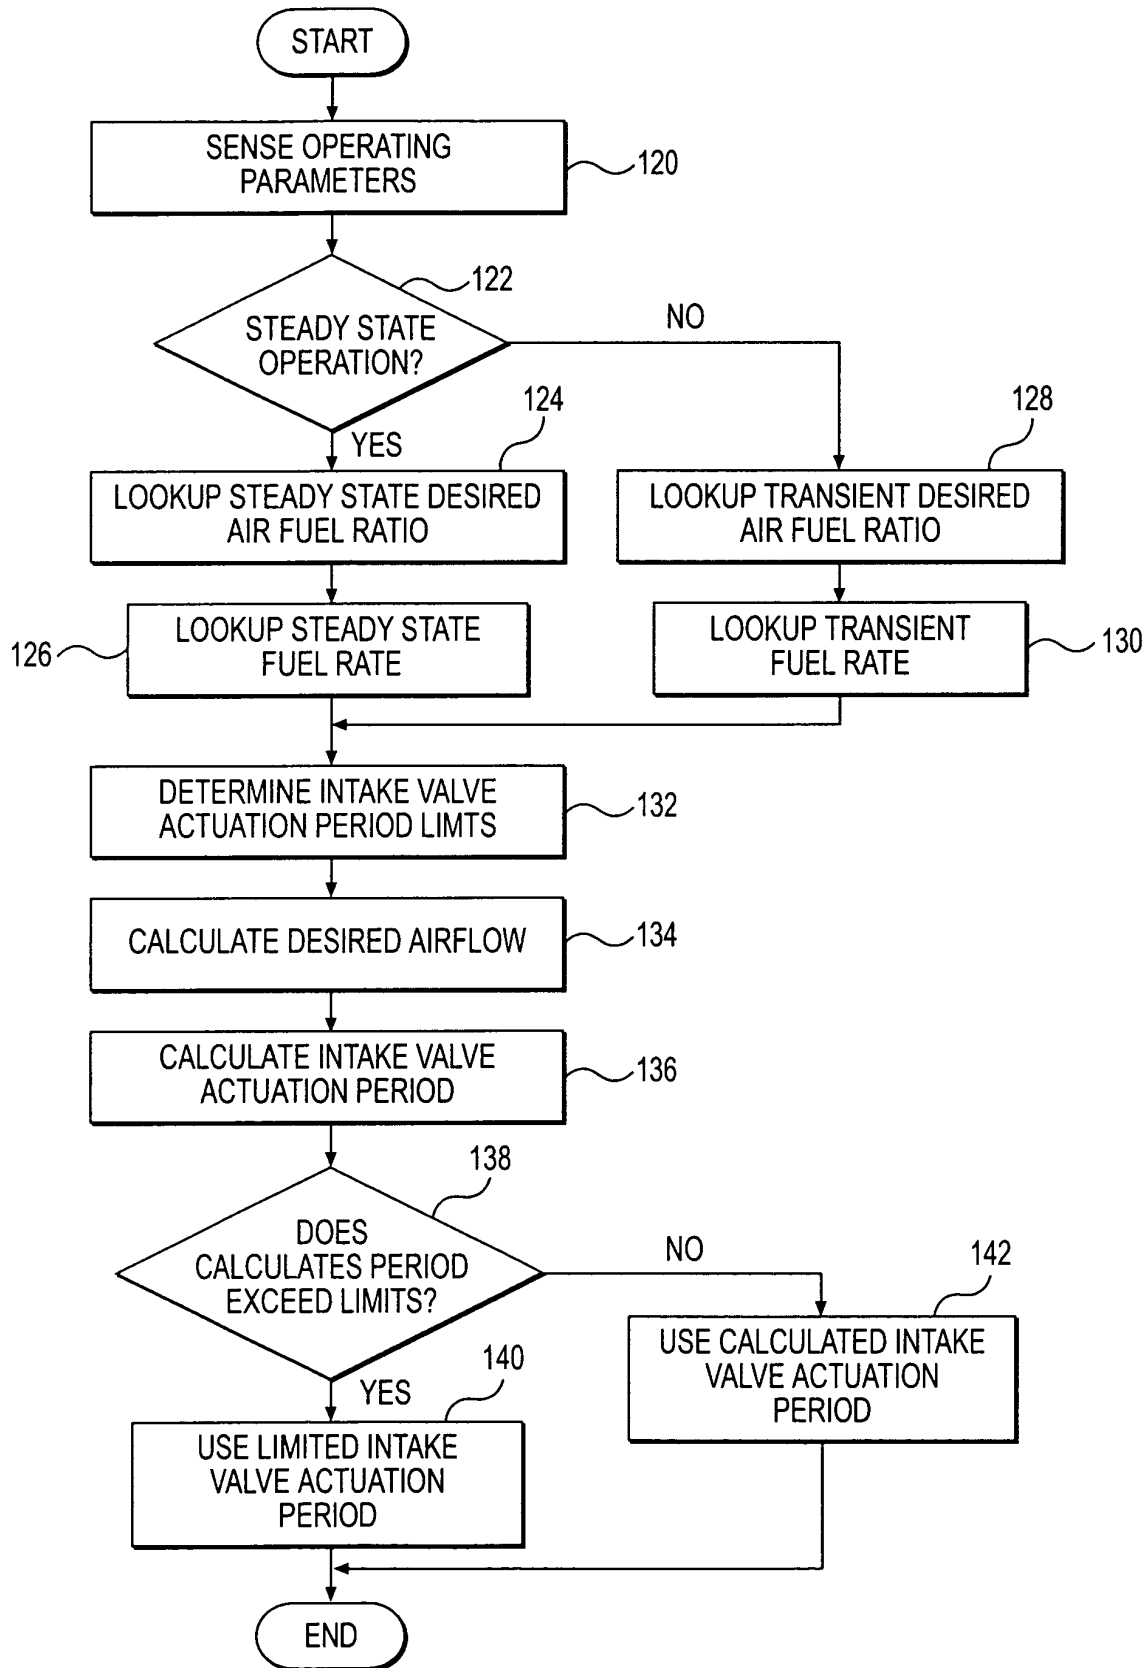 START
SENSE OPERATING
PARAMETERS
120
122
STEADY STATE
OPERATION?
NO
YES
124
128
LOOKUP STEADY STATE DESIRED
AIR FUEL RATIO
LOOKUP TRANSIENT DESIRED
AIR FUEL RATIO
126
LOOKUP STEADY STATE
FUEL RATE
LOOKUP TRANSIENT
FUEL RATE
130
DETERMINE INTAKE VALVE
ACTUATION PERIOD LIMTS
132
CALCULATE DESIRED AIRFLOW
134
CALCULATE INTAKE VALVE
ACTUATION PERIOD
136
138
DOES
CALCULATES PERIOD
EXCEED LIMITS?
NO
YES
140
142
USE LIMITED INTAKE
VALVE ACTUATION
PERIOD
USE CALCULATED INTAKE
VALVE ACTUATION
PERIOD
END